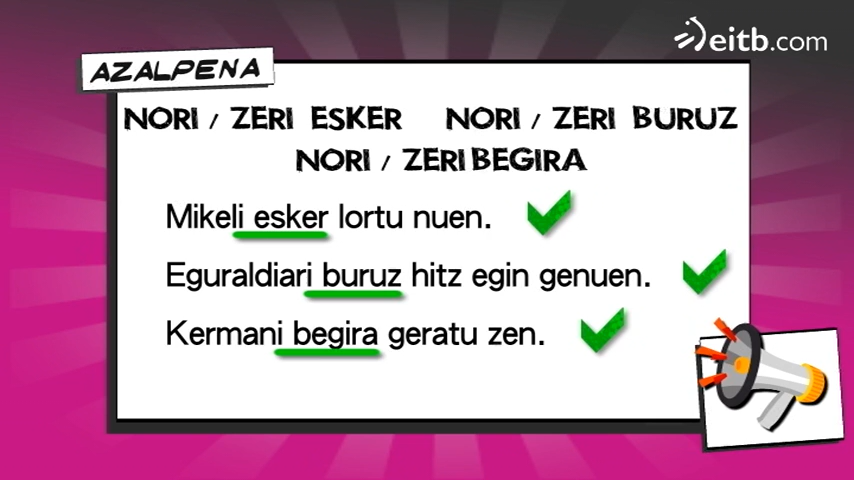 eitb.com
AZALPENA
NORI / ZERI ESKER NORI / ZERI BURUZ
NORI / ZERI BEGIRA
Mikeli esker lortu nuen.
Eguraldiari buruz hitz egin genuen.
Kermani begira geratu zen.